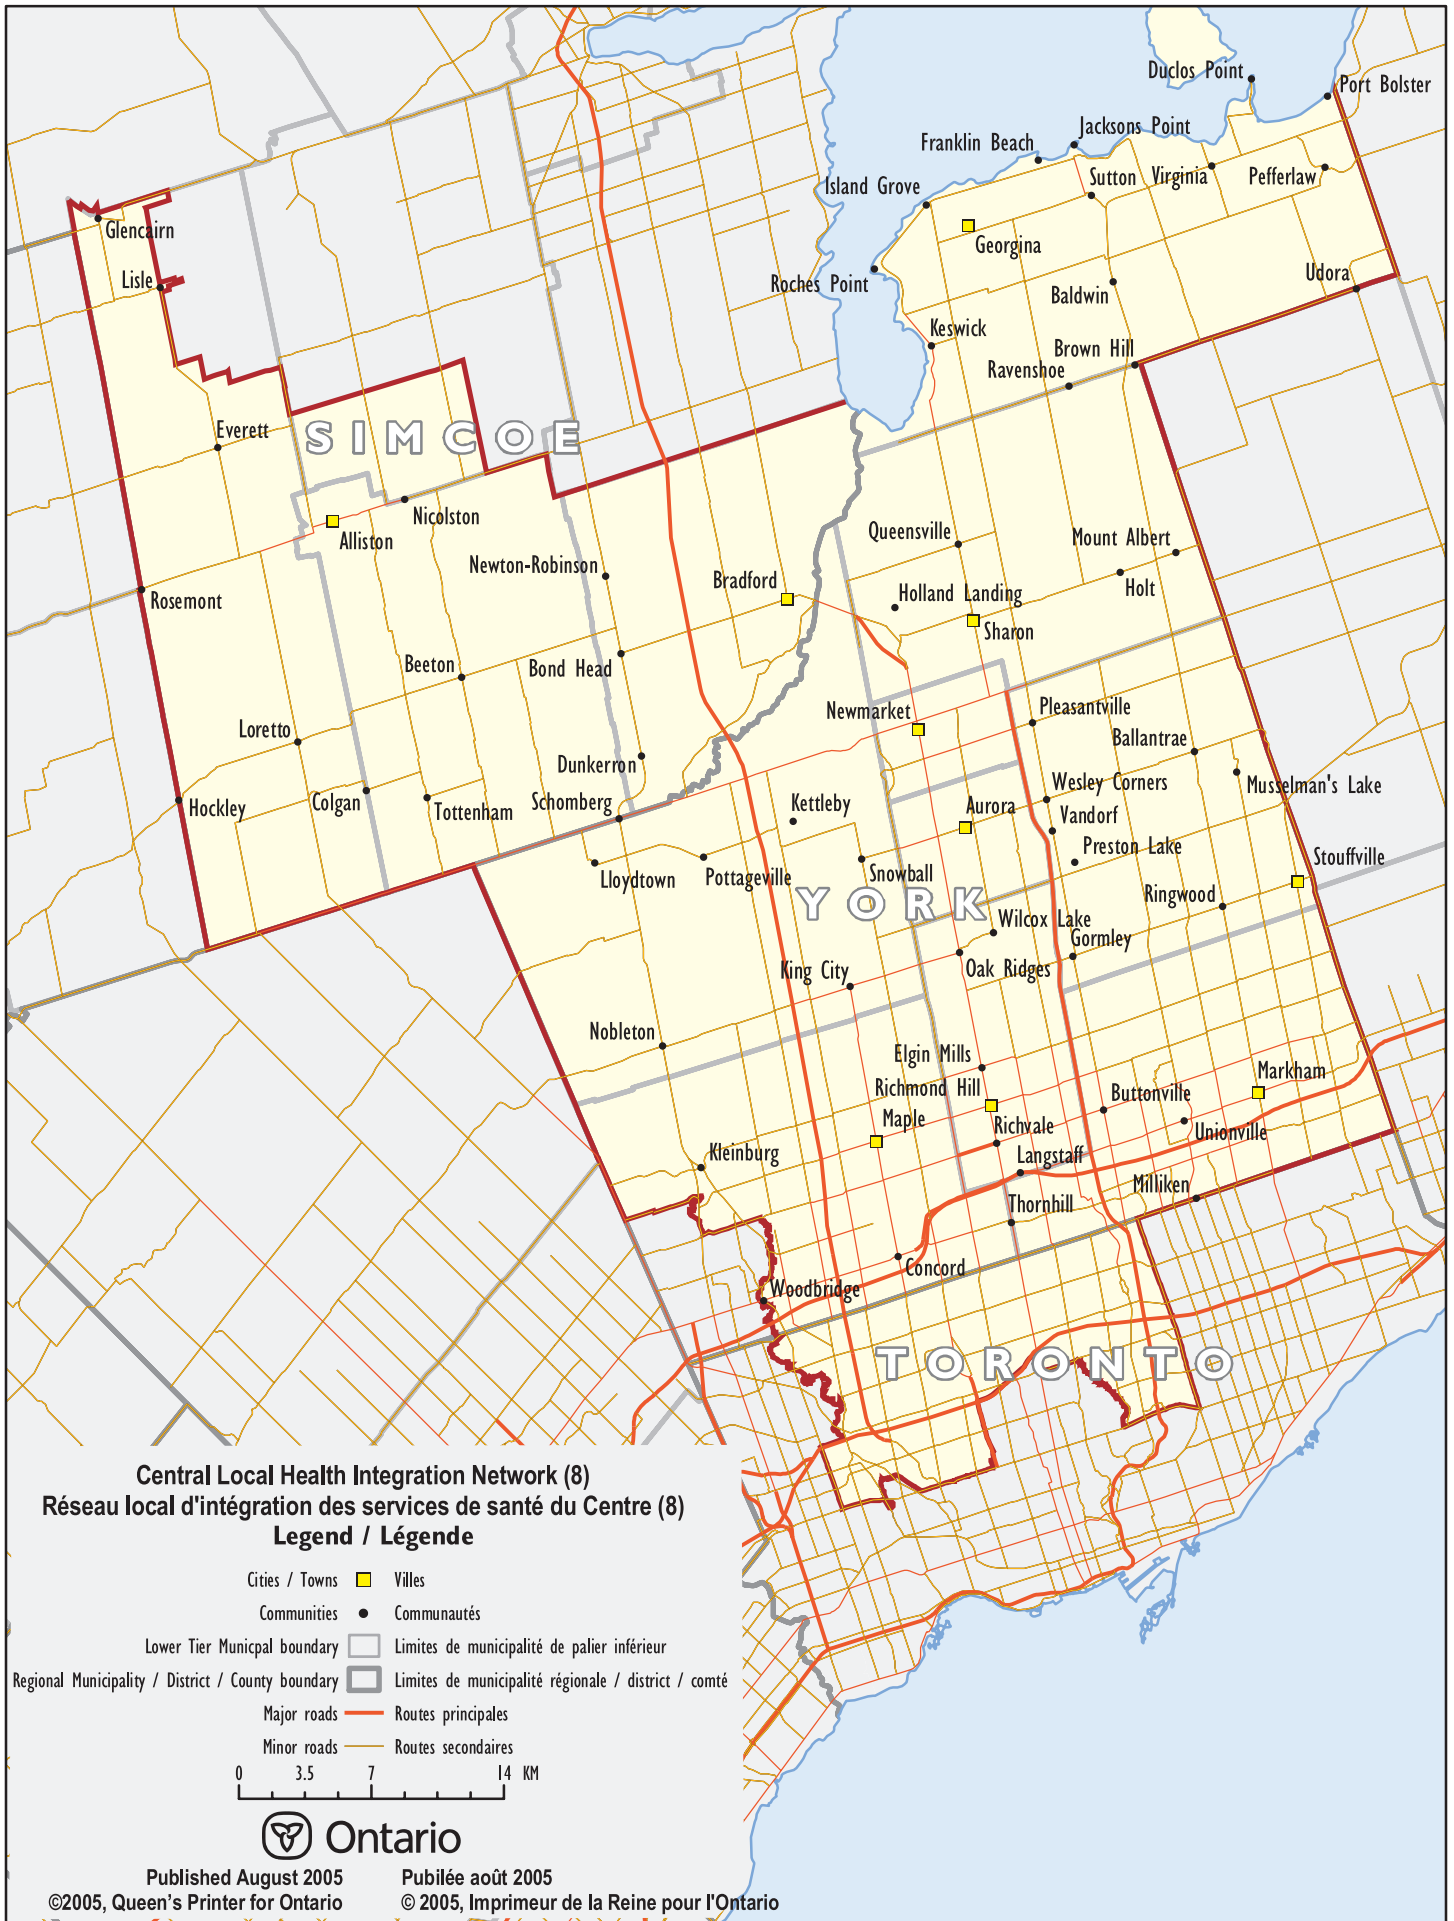 Duclos Point
Port Bolster
Jacksons Point
Franklin Beach
Island Grove
Sutton
Virginia
Pefferlaw
Glencairn
Georgina
Lisle
Roches Point
Udora
Baldwin
Keswick
Brown Hill
Ravenshoe
Everett
SIMCOE
Nicolston
Alliston
Queensville
Mount Albert
Newton-Robinson
Bradford
Holt
Holland Landing
Rosemont
Sharon
Beeton
Bond Head
Newmarket
Pleasantville
Loretto
Ballantrae
Dunkerron
Wesley Corners
Musselman's Lake
Hockley
Colgan
Tottenham
Schomberg
Kettleby
Aurora
Vandorf
Preston Lake
Stouffville
Lloydtown
Pottageville
Snowball
Ringwood
YORK
Wilcox Lake
Gormley
King City
Oak Ridges
Nobleton
Elgin Mills
Markham
Richmond Hill
Buttonville
Maple
Richvale
Unionville
Kleinburg
Langstaff
Milliken
Thornhill
Concord
Woodbridge
TORONTO
Central Local Health Integration Network (8)
Réseau local d'intégration des services de santé du Centre (8)
Legend / Légende
Cities / Towns Villes
Communities Communautés
Lower Tier Municpal boundary Limites de municipalité de palier inférieur
Regional Municipality / District / County boundary Limites de municipalité régionale / district / comté
Major roads Routes principales
Minor roads Routes secondaires
0 3.5 7 14 KM
Ontario
Published August 2005 Pubilée août 2005
©2005, Queen's Printer for Ontario © 2005, Imprimeur de la Reine pour l'Ontario